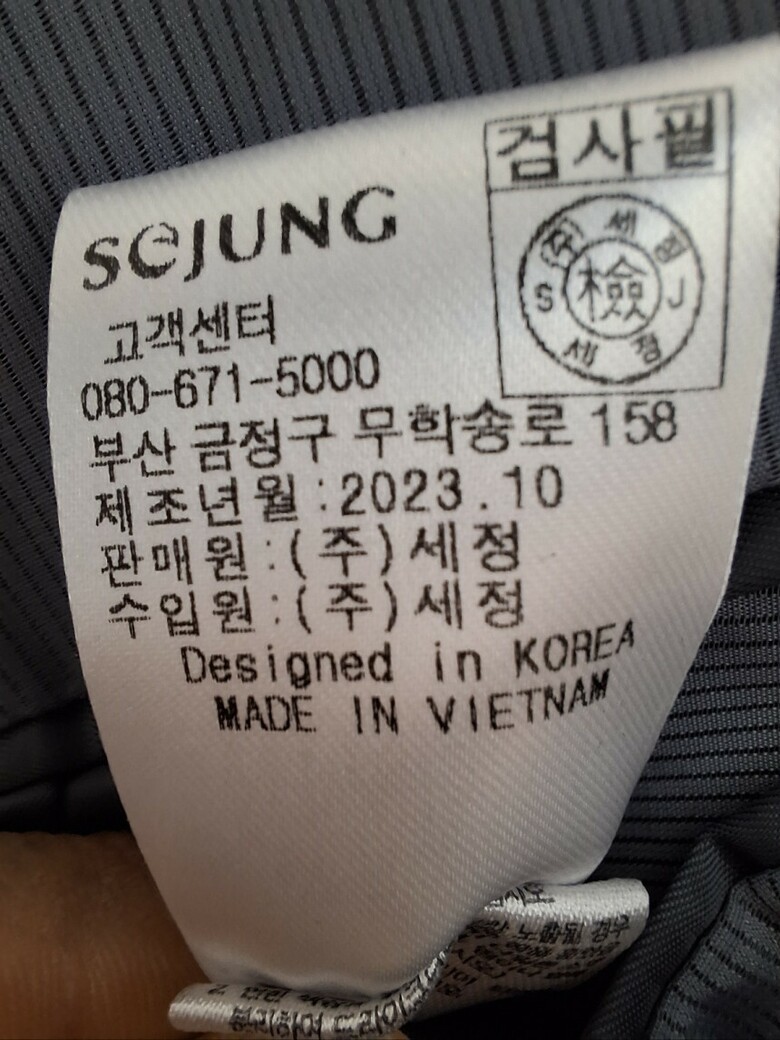 검사필
(주)세정
S 檢 J
세정
SEJUNG
고객센터
080-671-5000
부산 금정구 무학송로 158
제조년월:2023.10
판매원:(주)세정
수입원:(주)세정
Designed in KOREA
MADE IN VIETNAM